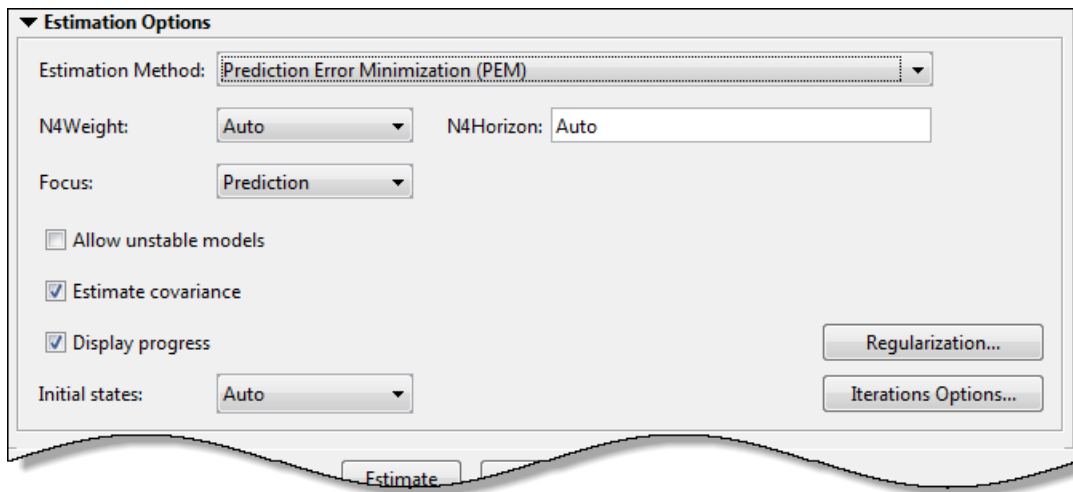 Estimation Options
Estimation Method: Prediction Error Minimization (PEM)
N4Weight: Auto N4Horizon: Auto
Focus: Prediction
Allow unstable models
Estimate covariance
Display progress
Regularization...
Initial states: Auto
Iterations Options...
Estimate